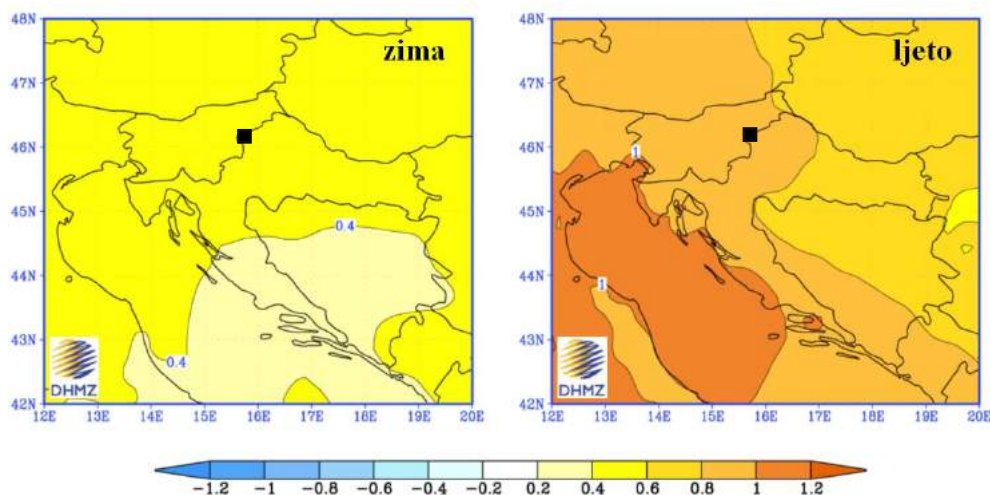 48N
47N
46N
45N
44N
43N
42N
12E 13E 14E 15E 16E 17E 18E 19E 20E
zima
0.4
0.4
DHMZ
48N
47N
46N
45N
44N
43N
42N
12E 13E 14E 15E 16E 17E 18E 19E 20E
ljeto
1
1
DHMZ
-1.2 -1 -0.8 -0.6 -0.4 -0.2 0.2 0.4 0.6 0.8 1 1.2